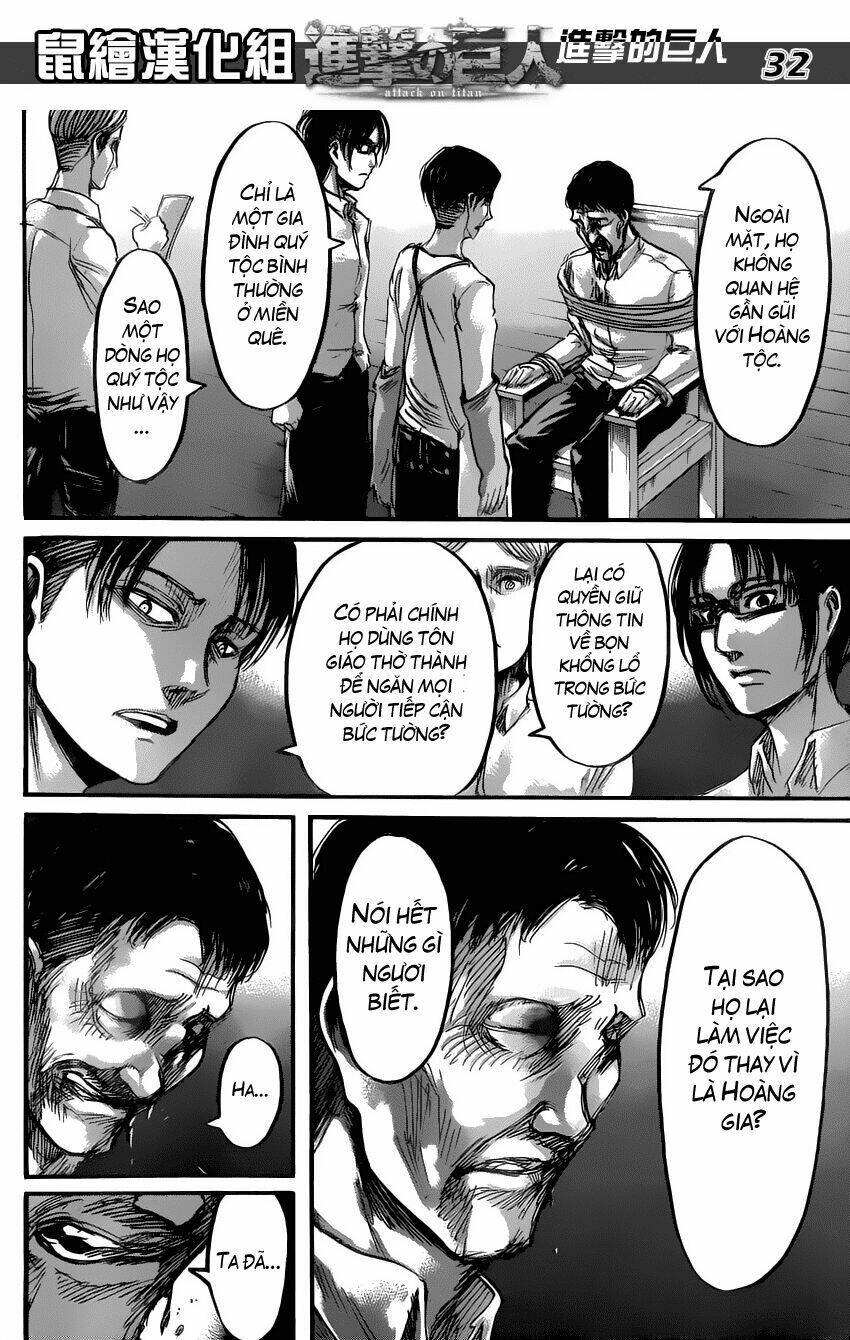 鼠繪漢化組
進撃の巨人
attack on titan
進擊的巨人
32
NGOÀI
MẶT, HỌ
KHÔNG
QUAN HỆ
GẦN GŨI
VỚI HOÀNG
TỘC.
CHỈ LÀ
MỘT GIA
ĐÌNH QUÝ
TỘC BÌNH
THƯỜNG
Ở MIỀN
QUÊ.
SAO
MỘT
DÒNG HỌ
QUÝ TỘC
NHƯ VẬY
...
LẠI CÓ
QUYỀN GIỮ
THÔNG TIN
VỀ BỌN
KHỔNG LỔ
TRONG BỨC
TƯỜNG?
CÓ PHẢI CHÍNH
HỌ DÙNG TÔN
GIÁO THỜ THÀNH
ĐỂ NGĂN MỌI
NGƯỜI TIẾP CẬN
BỨC TƯỜNG?
TẠI SAO
HỌ LẠI
LÀM VIỆC
ĐÓ THAY VÌ
LÀ HOÀNG
GIA?
NÓI HẾT
NHỮNG GÌ
NGƯƠI
BIẾT.
HA...
TA ĐÃ...